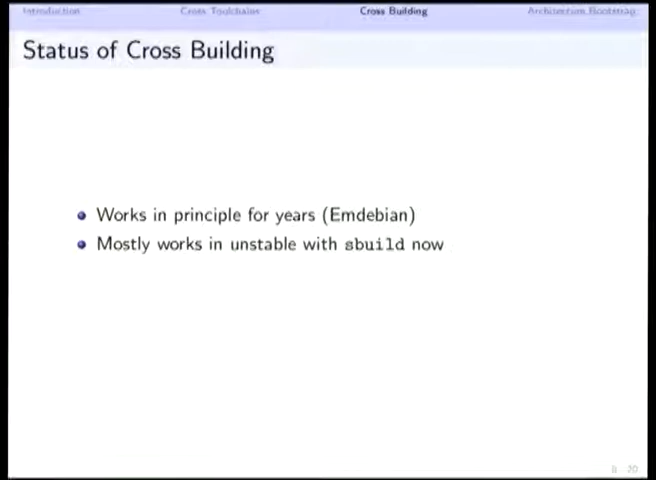 Introduction Cross Toolchains Cross Building Architecture Bootstrap
Status of Cross Building
Works in principle for years (Emdebian)
Mostly works in unstable with sbuild now